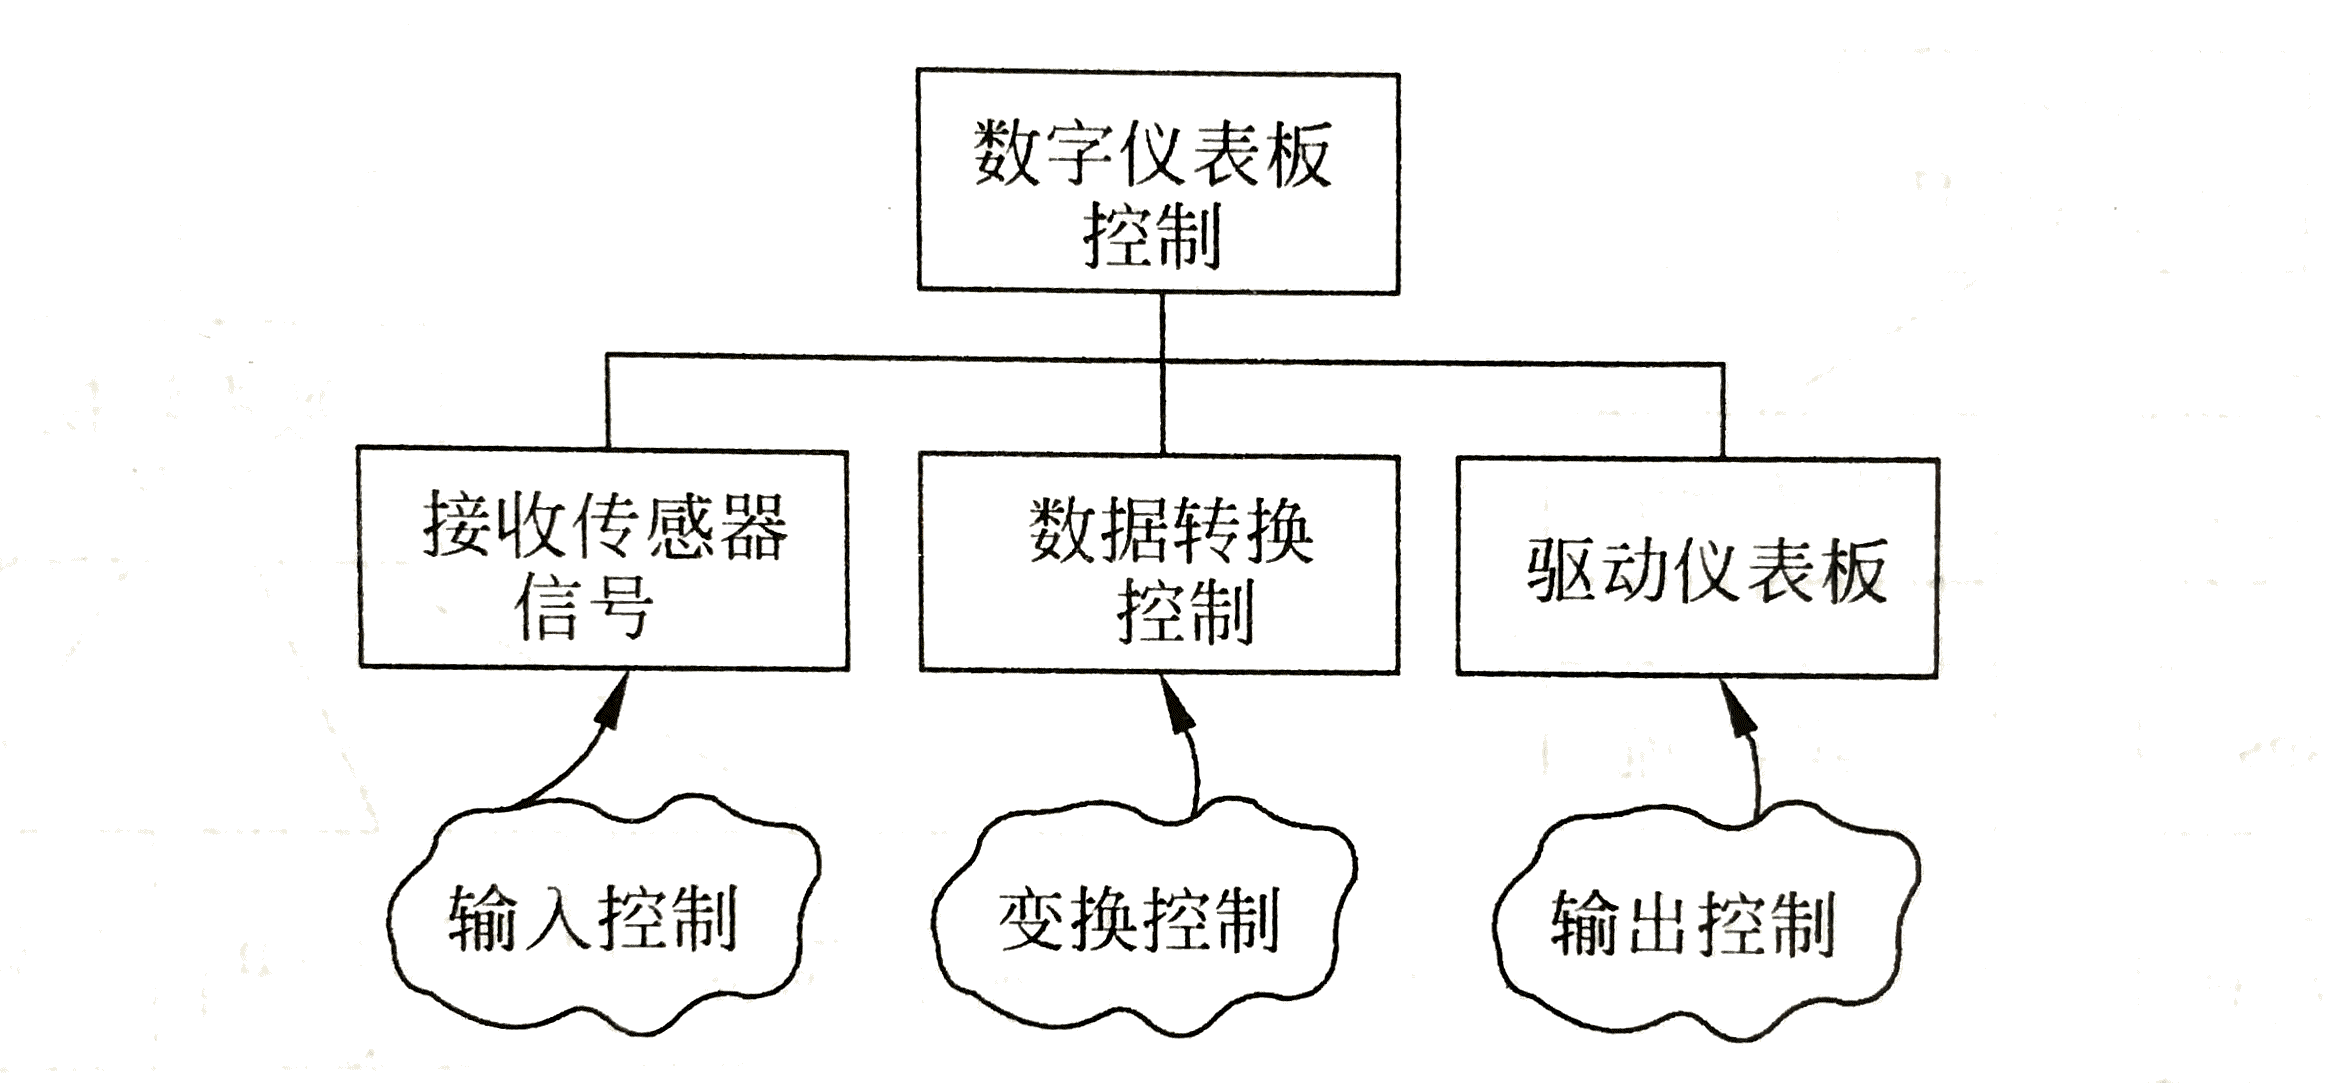 数字仪表板
控制
接收传感器
信号
数据转换
控制
驱动仪表板
输入控制
变换控制
输出控制